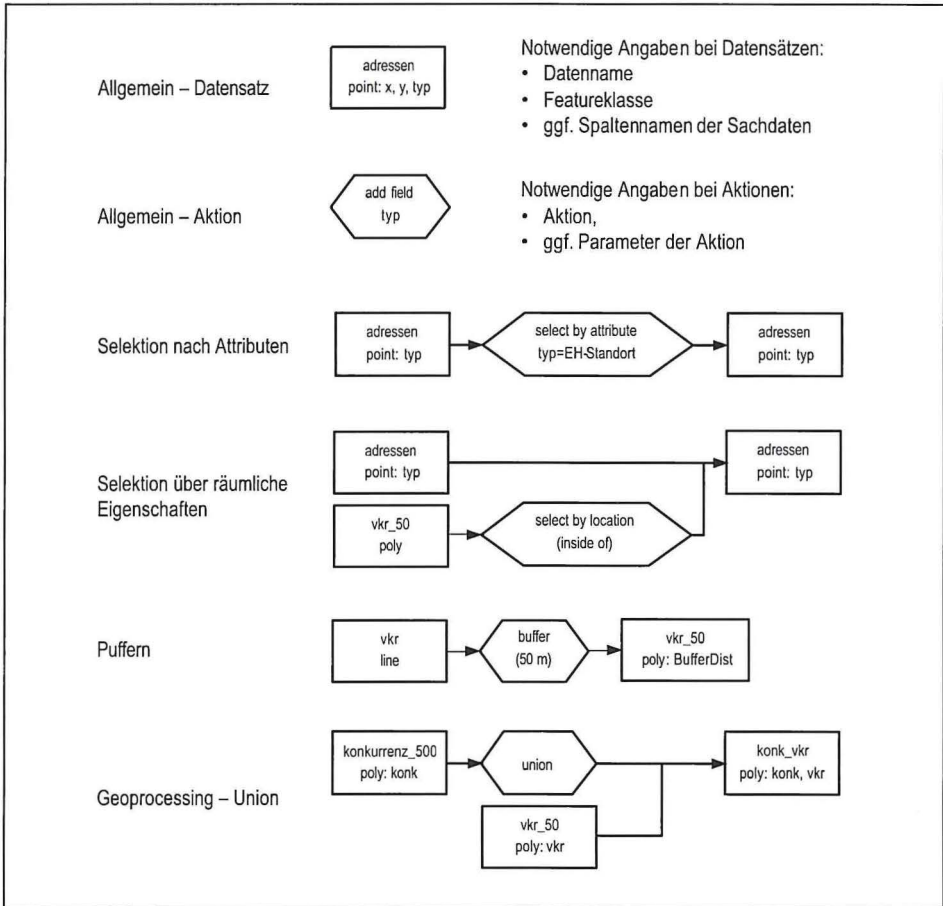 Allgemein – Datensatz
adressen
point: x, y, typ
Notwendige Angaben bei Datensätzen:
• Datenname
• Featureklasse
• ggf. Spaltennamen der Sachdaten
Allgemein – Aktion
add field
typ
Notwendige Angaben bei Aktionen:
• Aktion,
• ggf. Parameter der Aktion
Selektion nach Attributen
adressen
point: typ
select by attribute
typ=EH-Standort
adressen
point: typ
Selektion über räumliche
Eigenschaften
adressen
point: typ
vkr_50
poly
select by location
(inside of)
adressen
point: typ
Puffern
vkr
line
buffer
(50 m)
vkr_50
poly: BufferDist
Geoprocessing – Union
konkurrenz_500
poly: konk
union
vkr_50
poly: vkr
konk_vkr
poly: konk, vkr